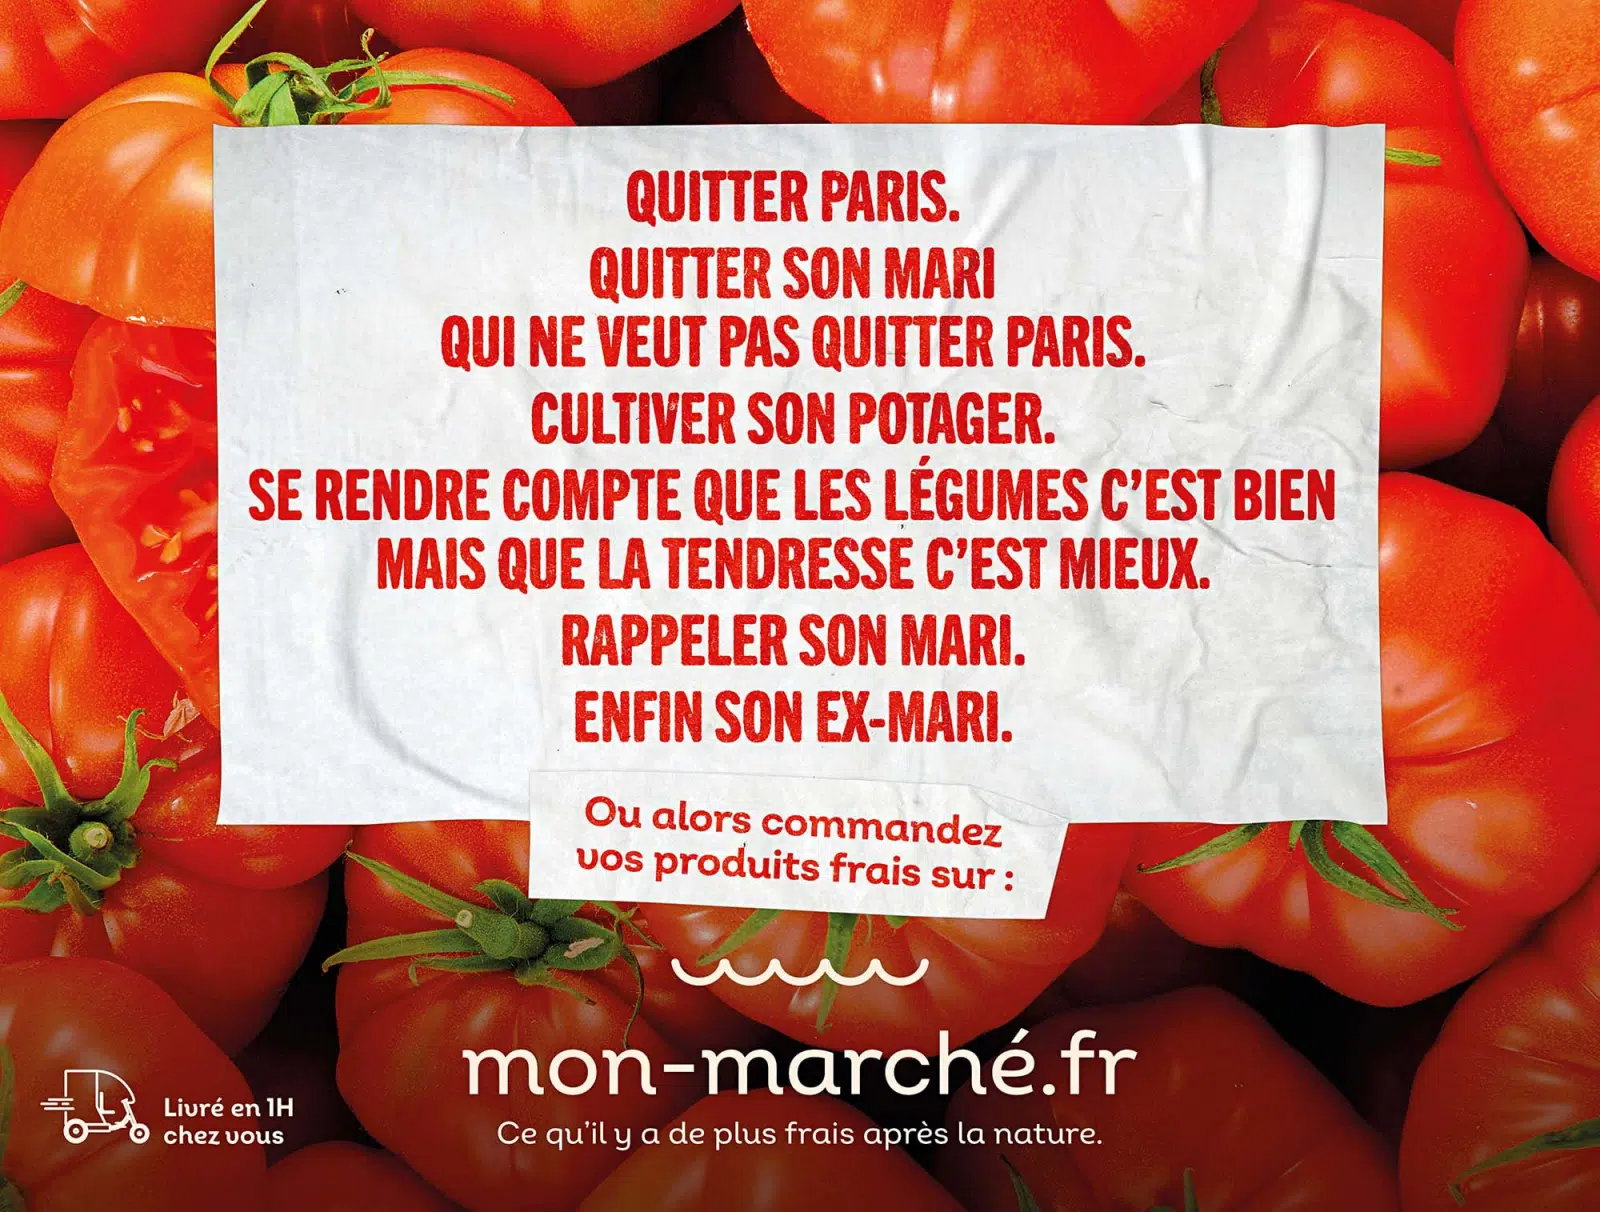 QUITTER PARIS.
QUITTER SON MARI
QUI NE VEUT PAS QUITTER PARIS.
CULTIVER SON POTAGER.
SE RENDRE COMPTE QUE LES LÉGUMES C'EST BIEN
MAIS QUE LA TENDRESSE C'EST MIEUX.
RAPPELER SON MARI.
ENFIN SON EX-MARI.
Ou alors commandez
vos produits frais sur :
mon-marché.fr
Ce qu'il y a de plus frais après la nature.
Livré en 1H
chez vous